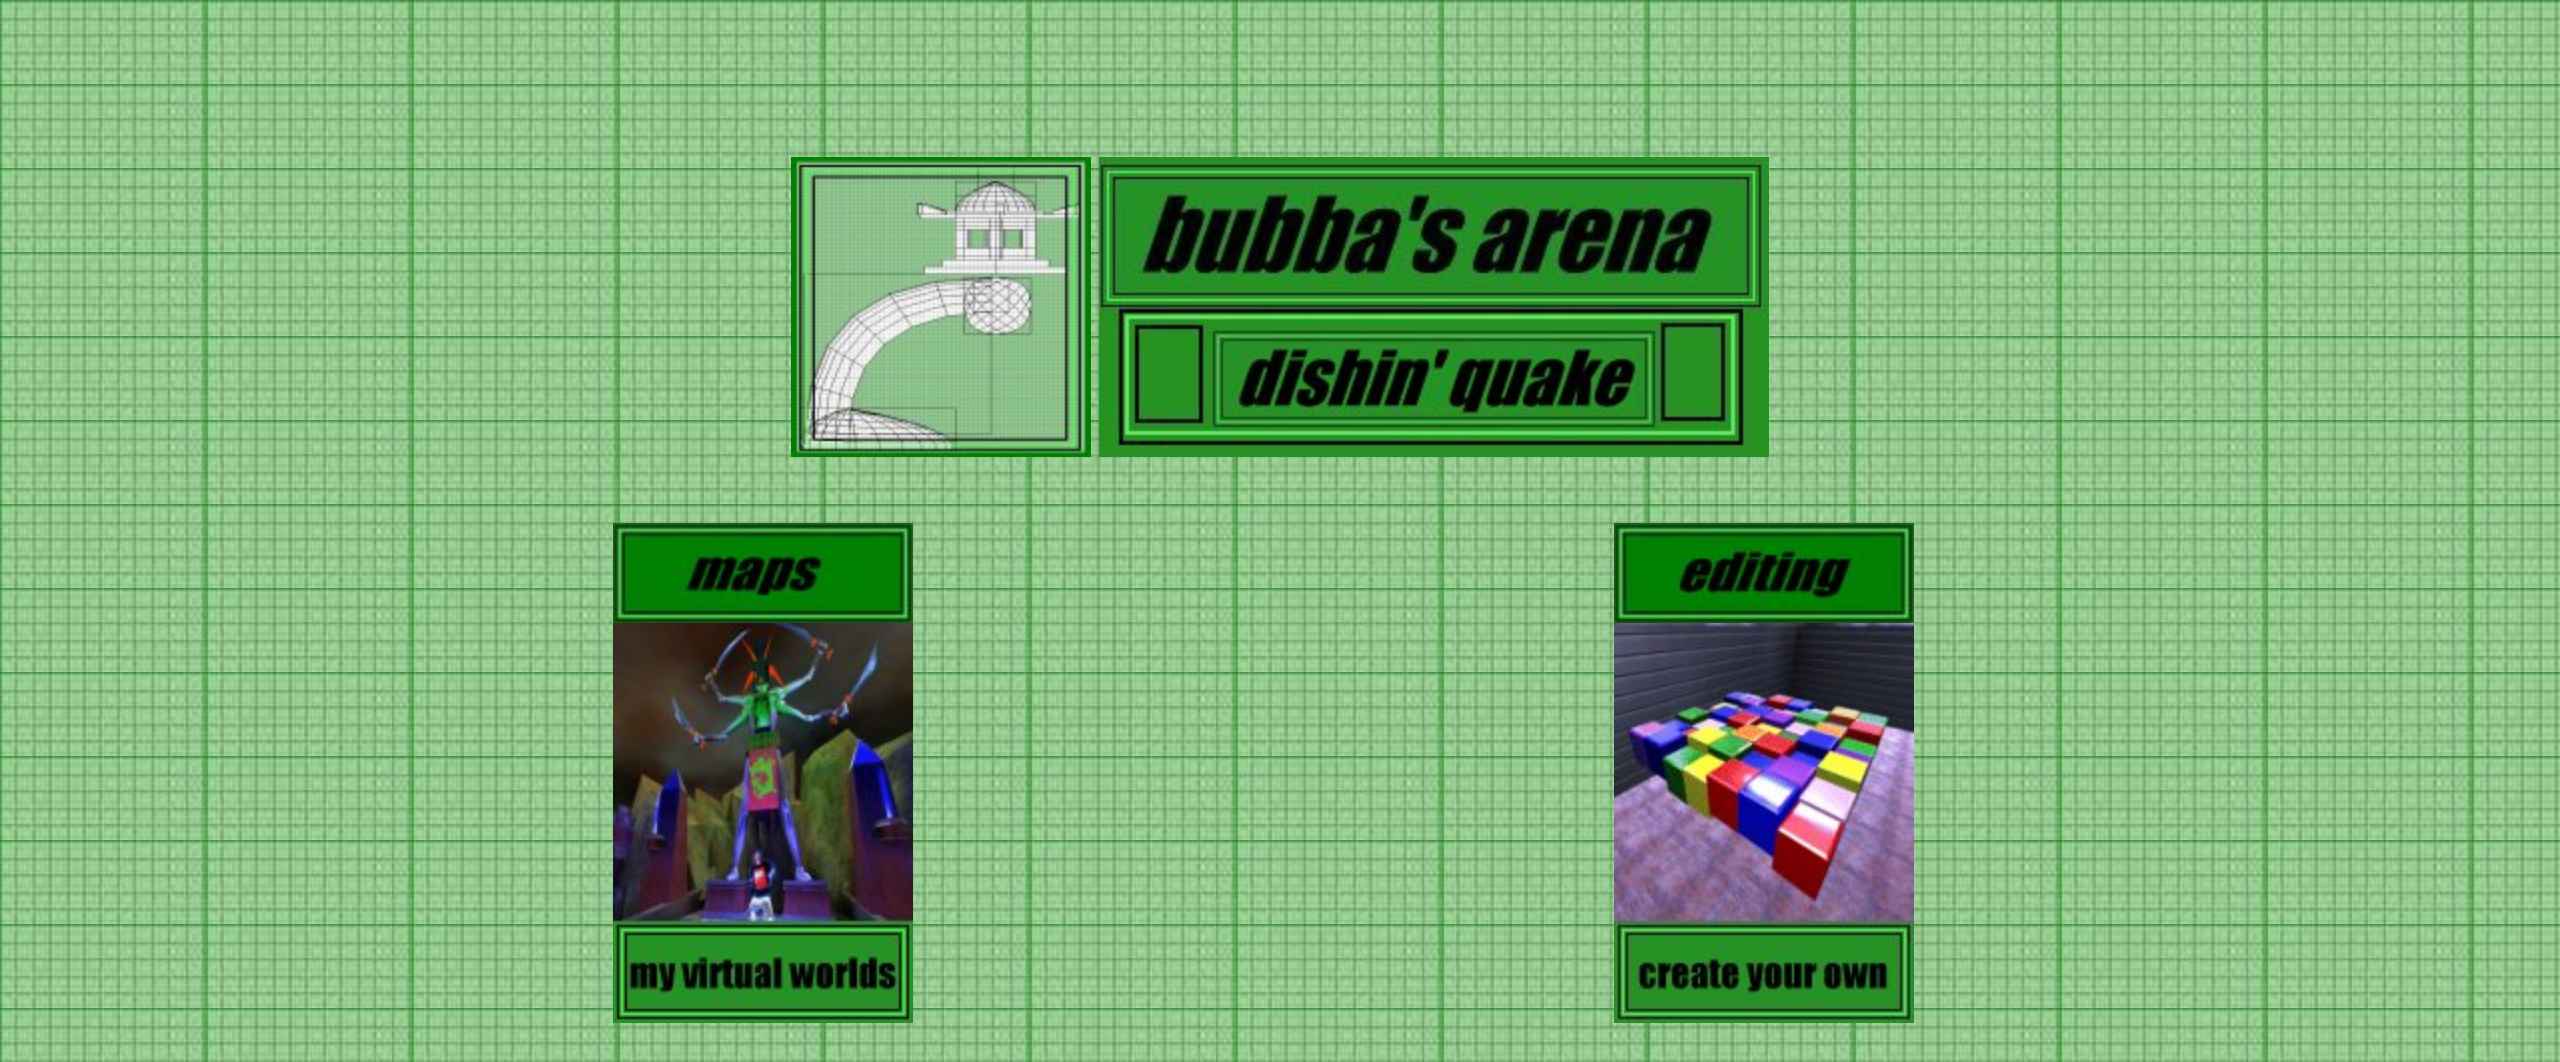 bubba's arena
dishin' quake
maps
my virtual worlds
editing
create your own